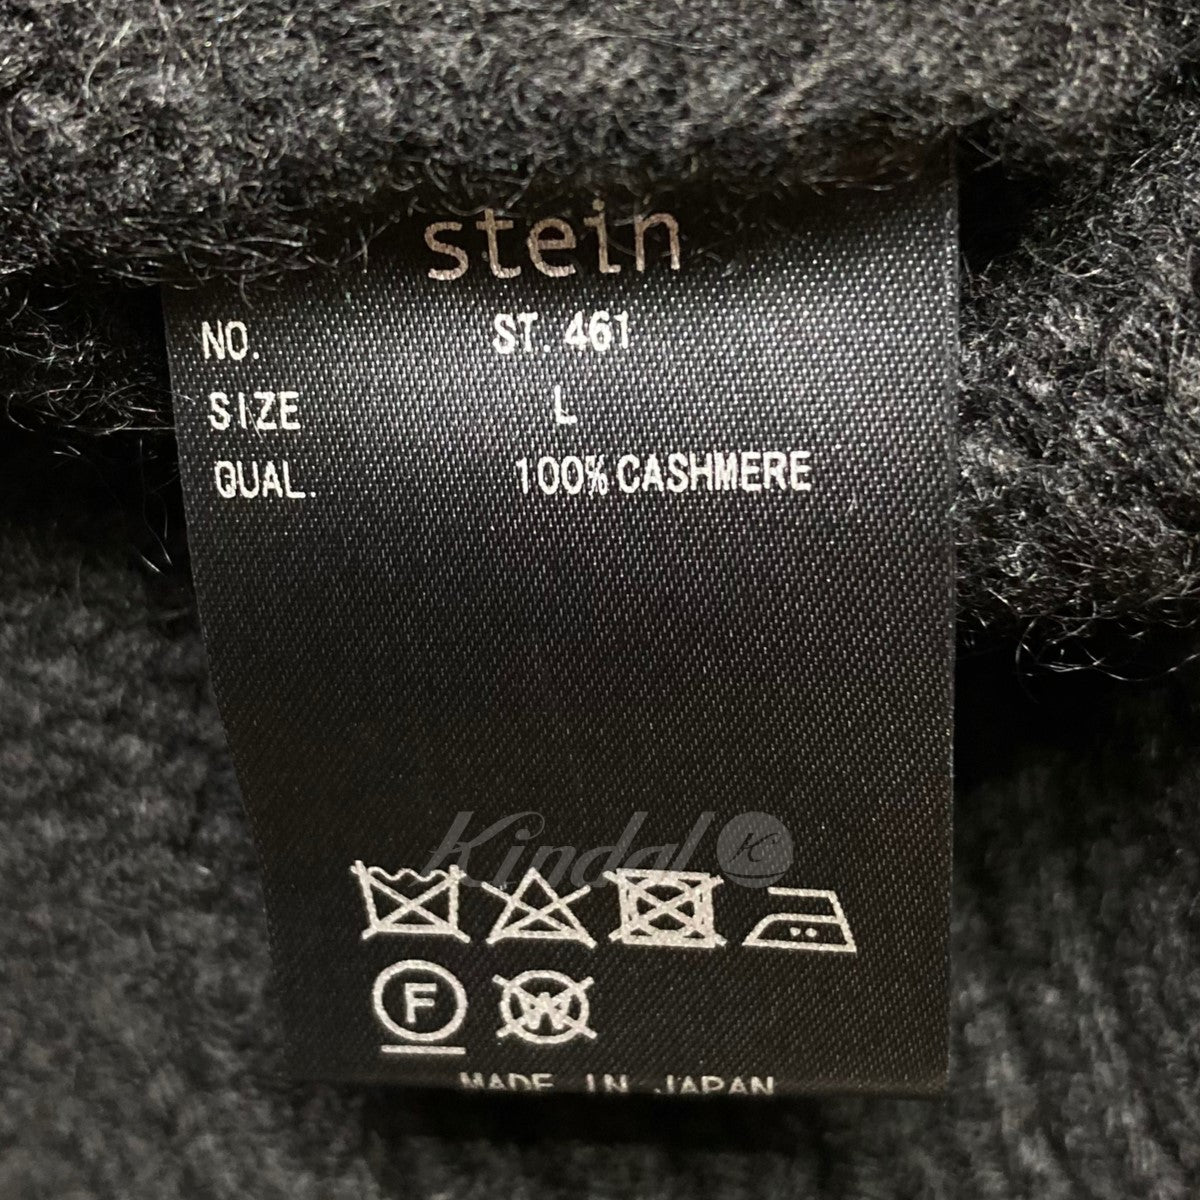 stein
NO. ST. 461
SIZE L
QUAL. 100% CASHMERE
Kindal
F W
MADE IN JAPAN